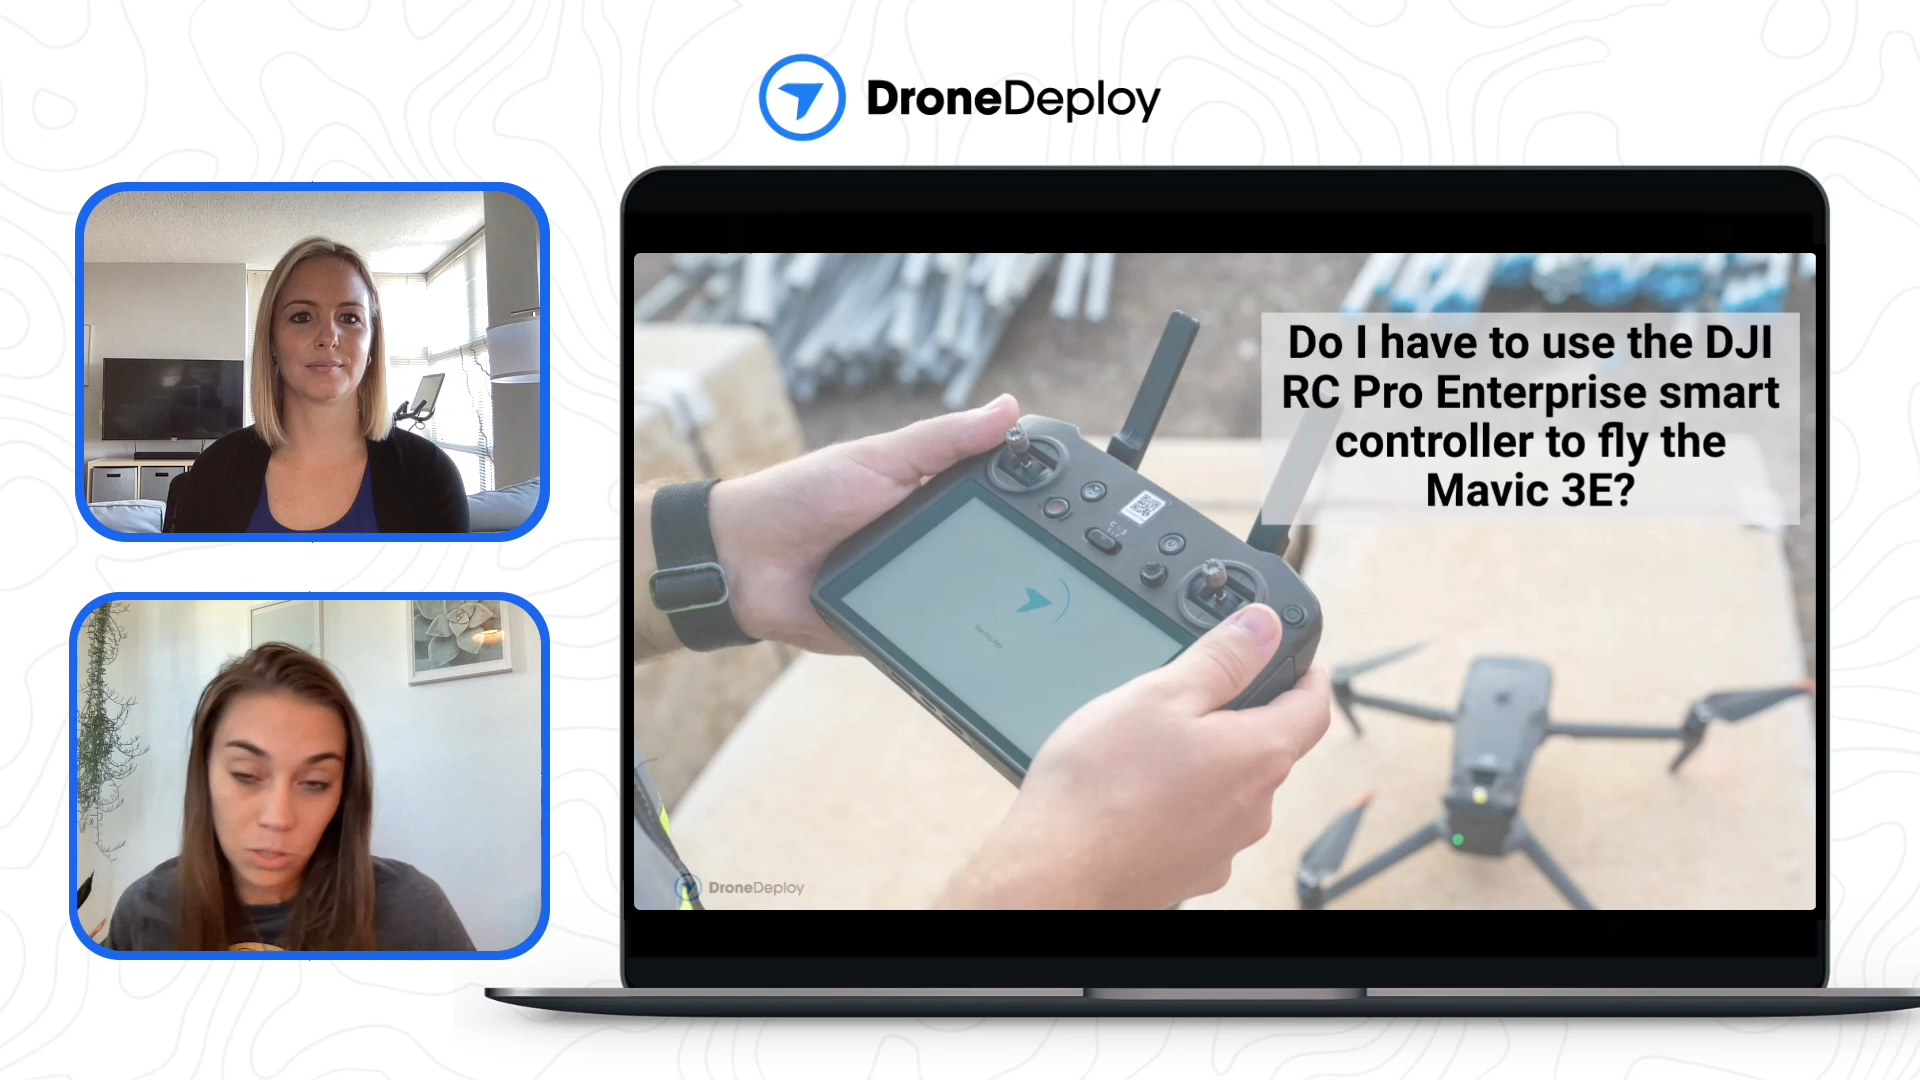 DroneDeploy
Do I have to use the DJI
RC Pro Enterprise smart
controller to fly the
Mavic 3E?
DroneDeploy